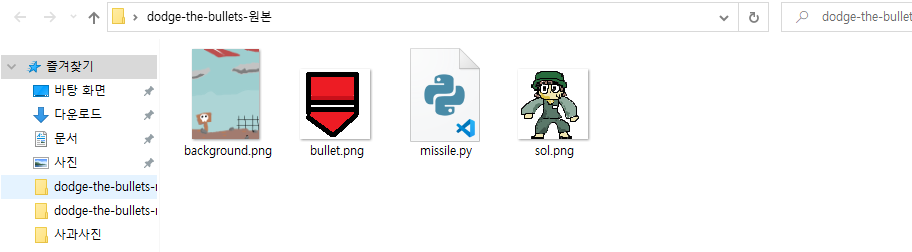 dodge-the-bullets-원본
dodge-the-bullet
즐겨찾기
바탕 화면
다운로드
문서
사진
dodge-the-bullets-r
dodge-the-bullets-r
사과사진
background.png
bullet.png
missile.py
sol.png